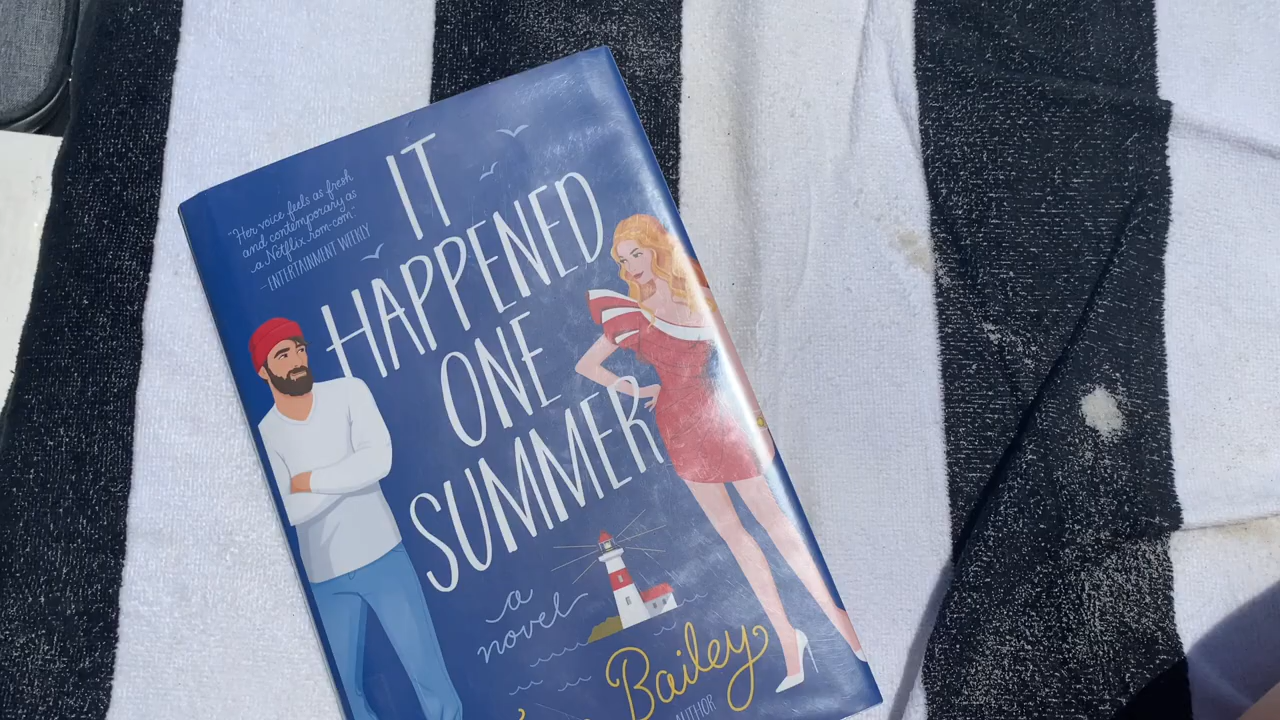 "Her voice feels as fresh
and contemporary as
a Netflix rom-com."
—ENTERTAINMENT WEEKLY
IT
HAPPENED
ONE
SUMMER
a
novel
Bailey
AUTHOR